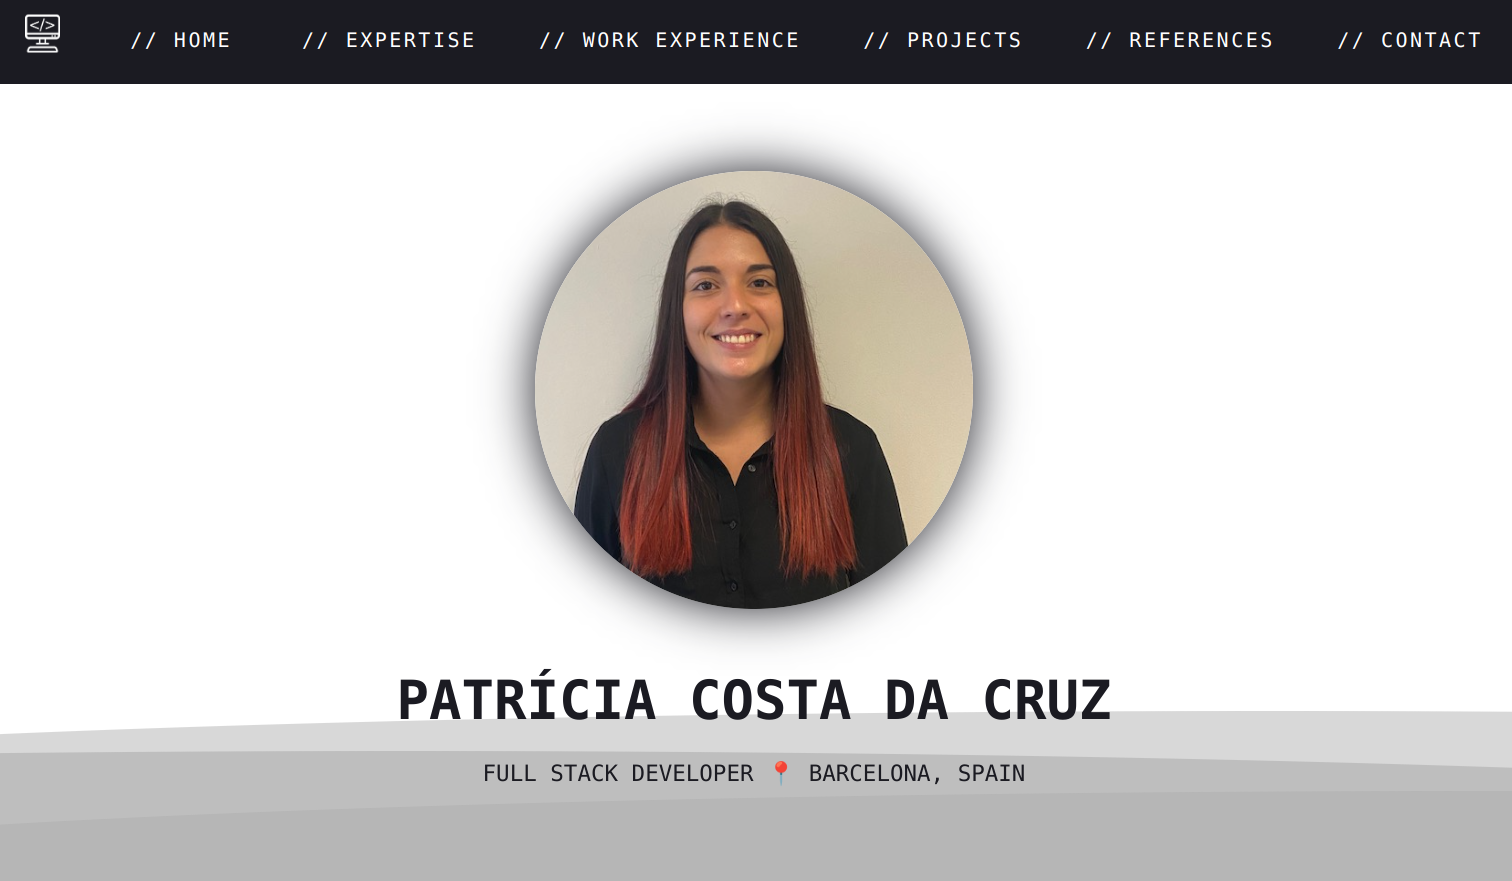 </> // HOME // EXPERTISE // WORK EXPERIENCE // PROJECTS // REFERENCES // CONTACT
PATRÍCIA COSTA DA CRUZ
FULL STACK DEVELOPER 📍 BARCELONA, SPAIN